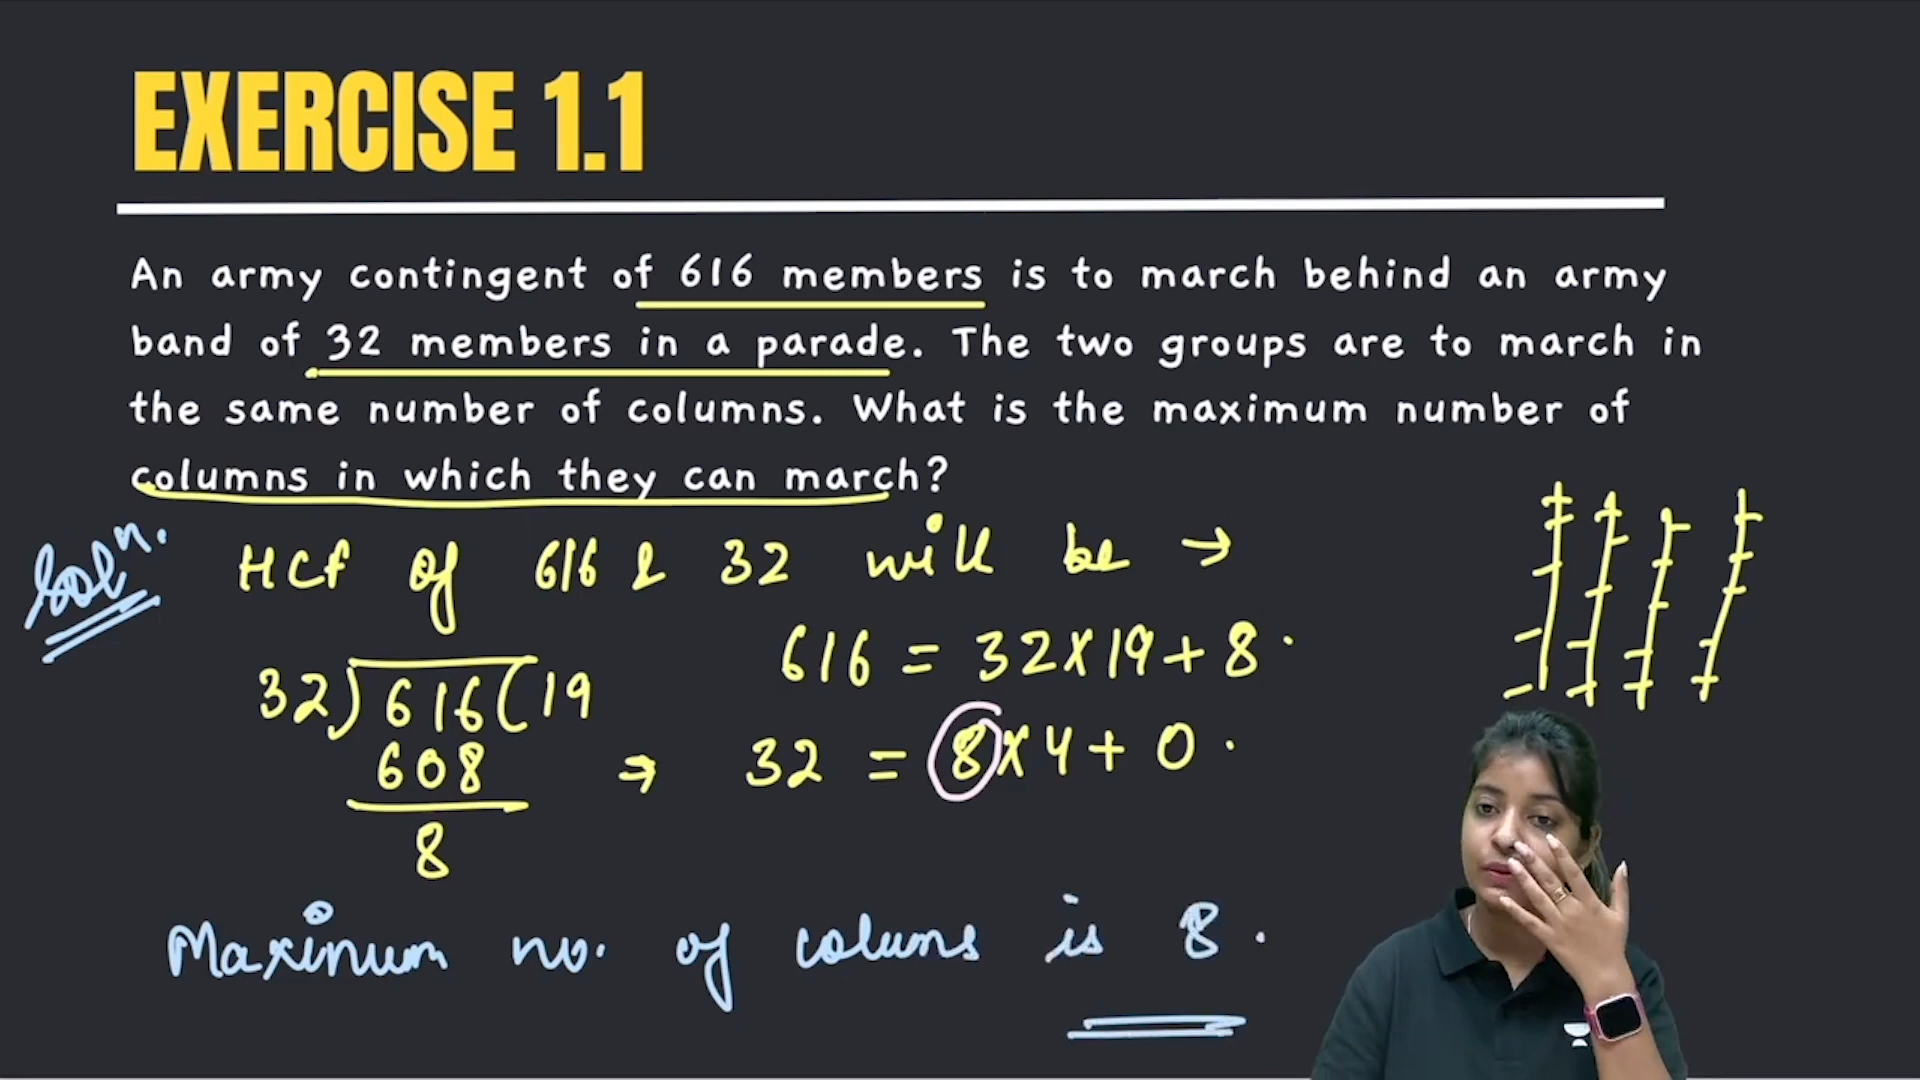 EXERCISE 1.1
An army contingent of 616 members is to march behind an army
band of 32 members in a parade. The two groups are to march in
the same number of columns. What is the maximum number of
columns in which they can march?
Solⁿ.
HCf of 616 & 32 will be →
616 = 32×19+8.
32)616(19
608
8
⇒ 32 = 8×4+0.
Maximum no. of colums is 8.